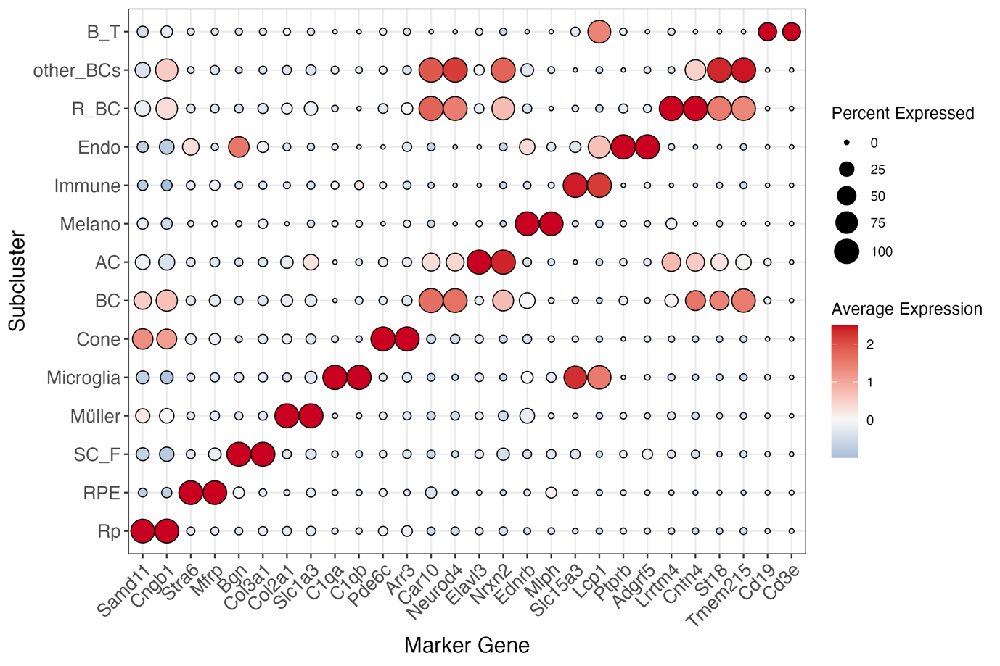 B_T
other_BCs
R_BC
Endo
Immune
Melano
AC
BC
Cone
Microglia
Müller
SC_F
RPE
Rp
Subcluster
Samd11
Cngb1
Stra6
Mfrp
Bgn
Col3a1
Col2a1
Slc1a3
C1qa
C1qb
Pde6c
Arr3
Car10
Neurod4
Elavl3
Nrxn2
Ednrb
Mlph
Slc15a3
Lcp1
Ptprb
Adgrf5
Lrrtm4
Cntn4
St18
Tmem215
Cd19
Cd3e
Marker Gene
Percent Expressed
0
25
50
75
100
Average Expression
2
1
0